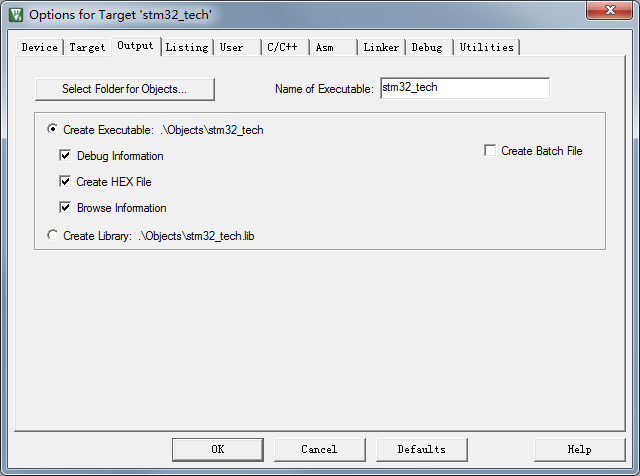 Options for Target 'stm32_tech'
Device Target Output Listing User C/C++ Asm Linker Debug Utilities
Select Folder for Objects... Name of Executable: stm32_tech
Create Executable: .\Objects\stm32_tech
Debug Information Create Batch File
Create HEX File
Browse Information
Create Library: .\Objects\stm32_tech.lib
OK Cancel Defaults Help